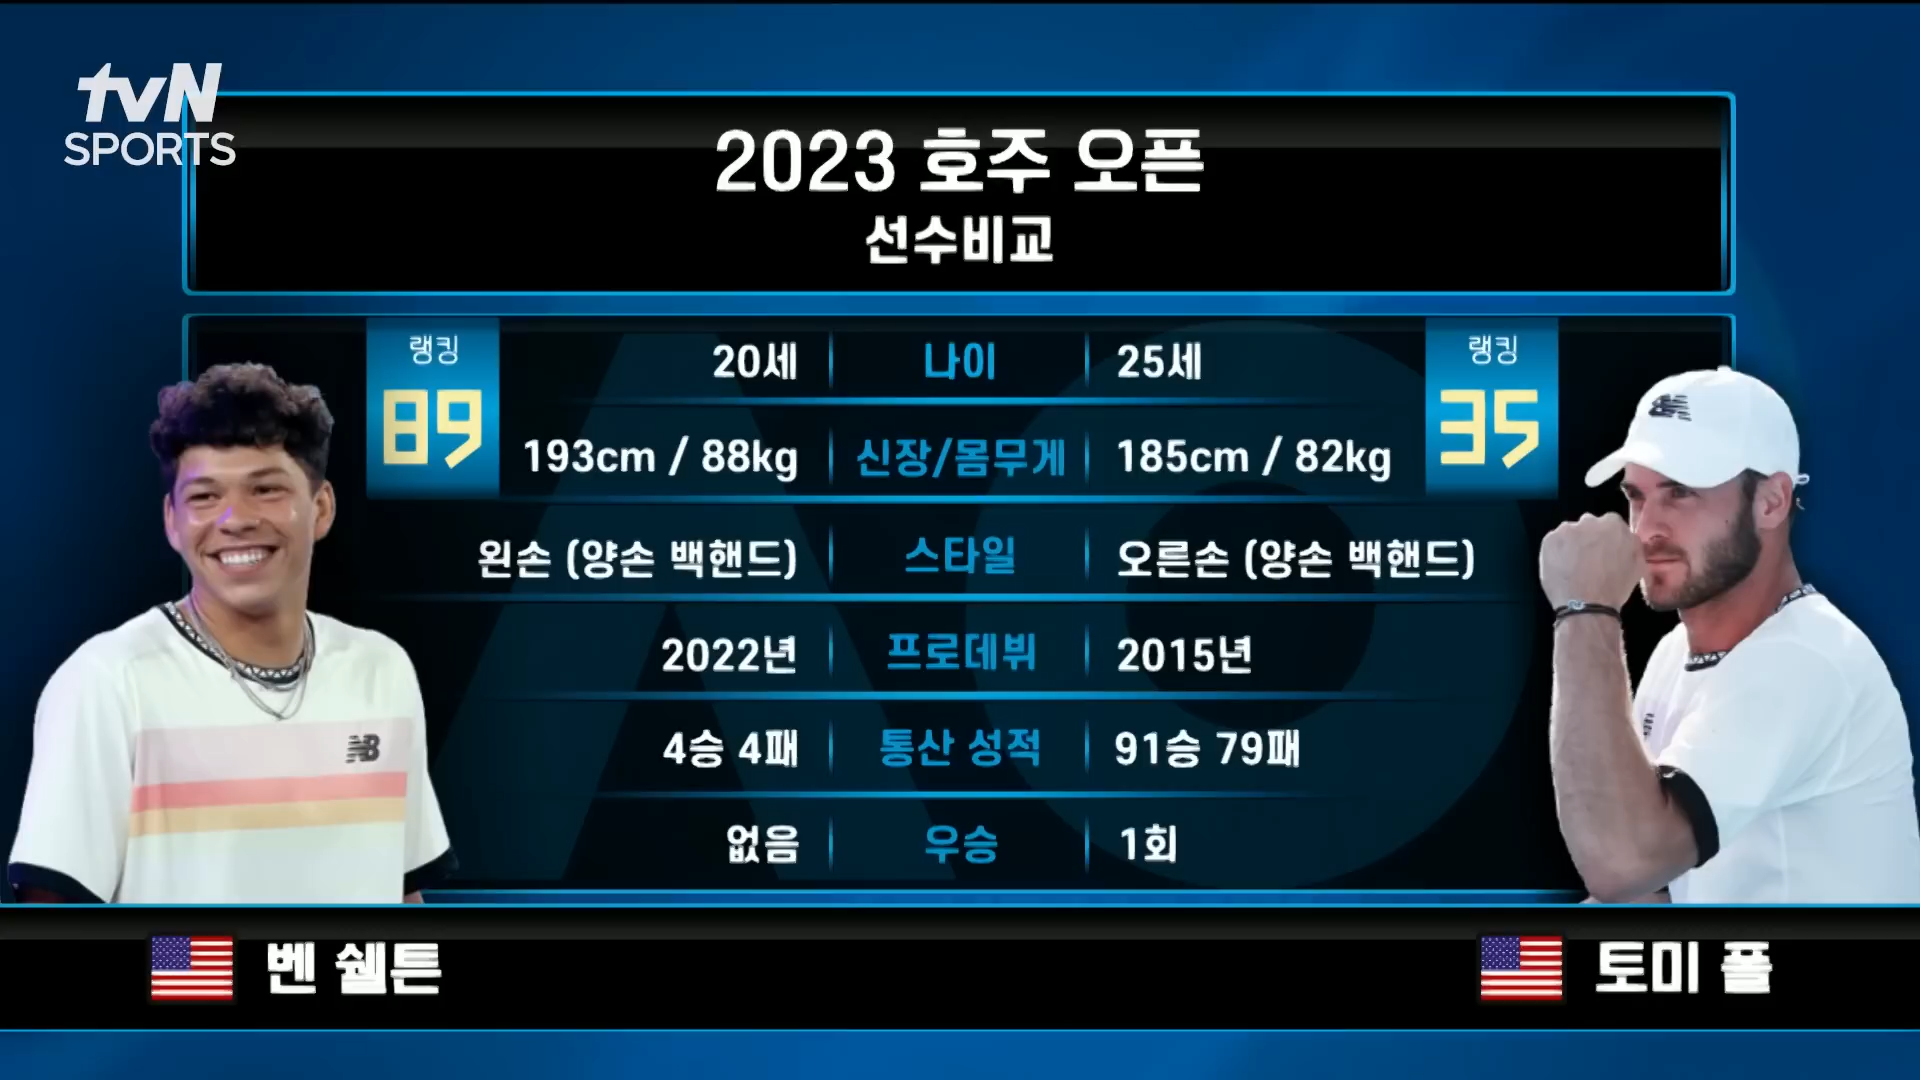 tvN
SPORTS
2023 호주 오픈
선수비교
랭킹
89
랭킹
35
20세 나이 25세
193cm / 88kg 신장/몸무게 185cm / 82kg
왼손 (양손 백핸드) 스타일 오른손 (양손 백핸드)
2022년 프로데뷔 2015년
4승 4패 통산 성적 91승 79패
없음 우승 1회
NB
벤 쉘튼
토미 폴